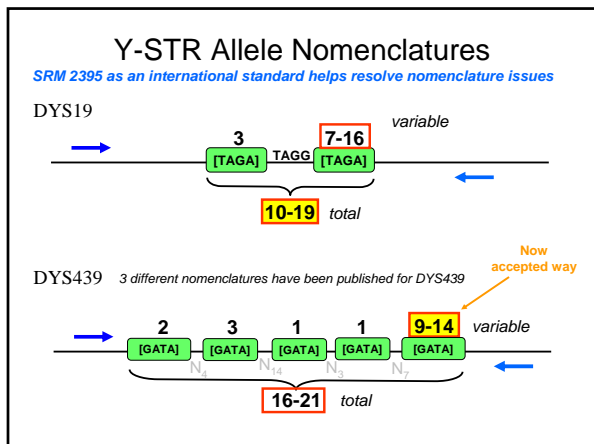 Y-STR Allele Nomenclatures
SRM 2395 as an international standard helps resolve nomenclature issues
DYS19
3 7-16 variable
[TAGA] TAGG [TAGA]
10-19 total
Now
accepted way
DYS439 3 different nomenclatures have been published for DYS439
2 3 1 1 9-14 variable
[GATA] [GATA] [GATA] [GATA] [GATA]
N4 N14 N3 N7
16-21 total